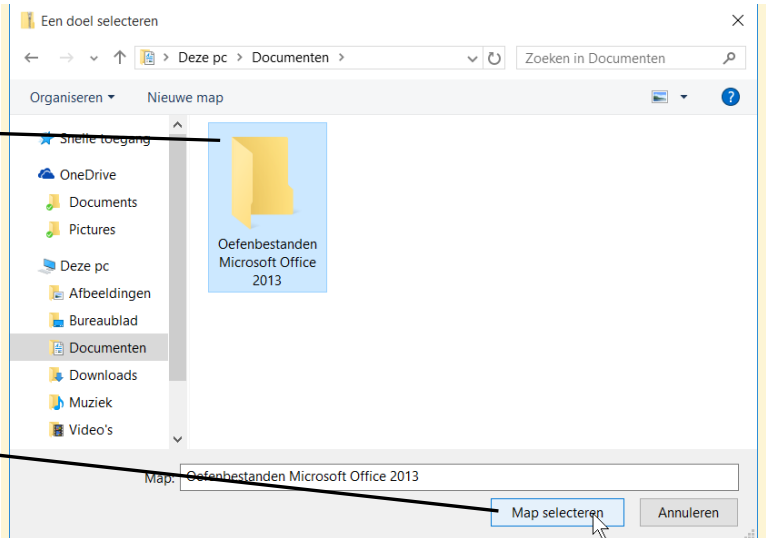 Een doel selecteren
Deze pc > Documenten >
Zoeken in Documenten
Organiseren
Nieuwe map
Snelle toegang
OneDrive
Documents
Pictures
Deze pc
Afbeeldingen
Bureaublad
Documenten
Downloads
Muziek
Video's
Oefenbestanden
Microsoft Office
2013
Map: Oefenbestanden Microsoft Office 2013
Map selecteren
Annuleren